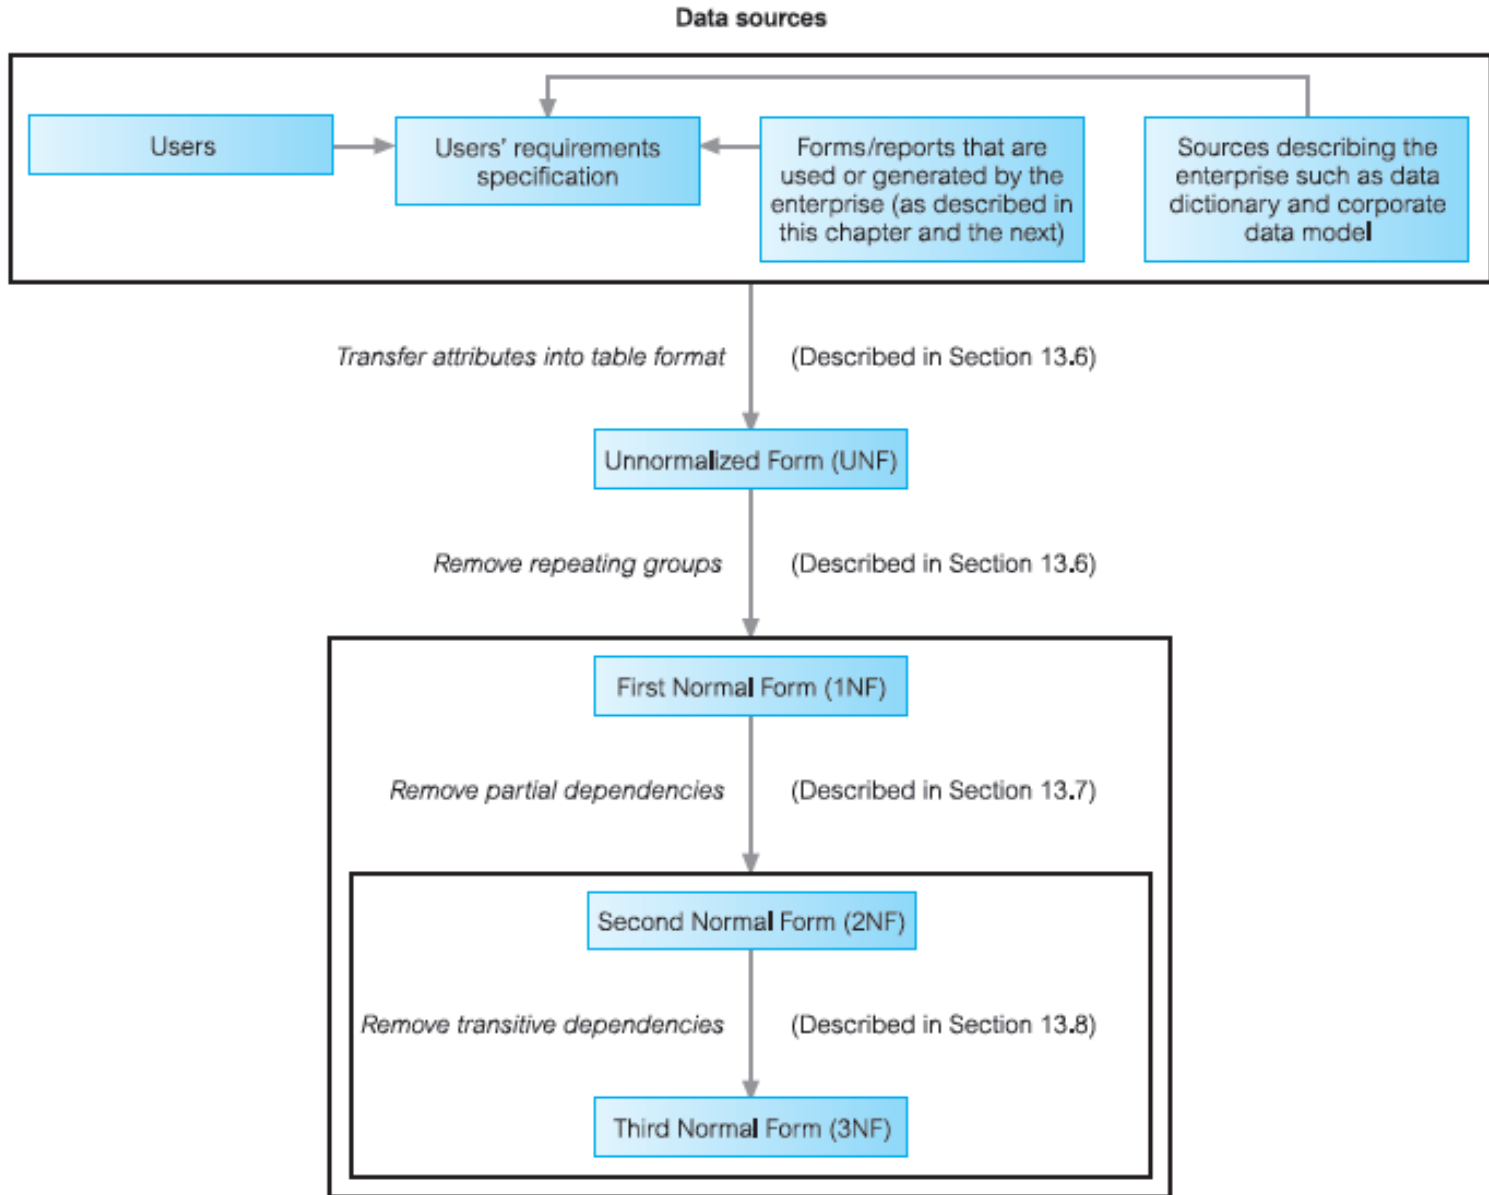 Data sources
Users
Users' requirements
specification
Forms/reports that are
used or generated by the
enterprise (as described in
this chapter and the next)
Sources describing the
enterprise such as data
dictionary and corporate
data model
Transfer attributes into table format
(Described in Section 13.6)
Unnormalized Form (UNF)
Remove repeating groups
(Described in Section 13.6)
First Normal Form (1NF)
Remove partial dependencies
(Described in Section 13.7)
Second Normal Form (2NF)
Remove transitive dependencies
(Described in Section 13.8)
Third Normal Form (3NF)